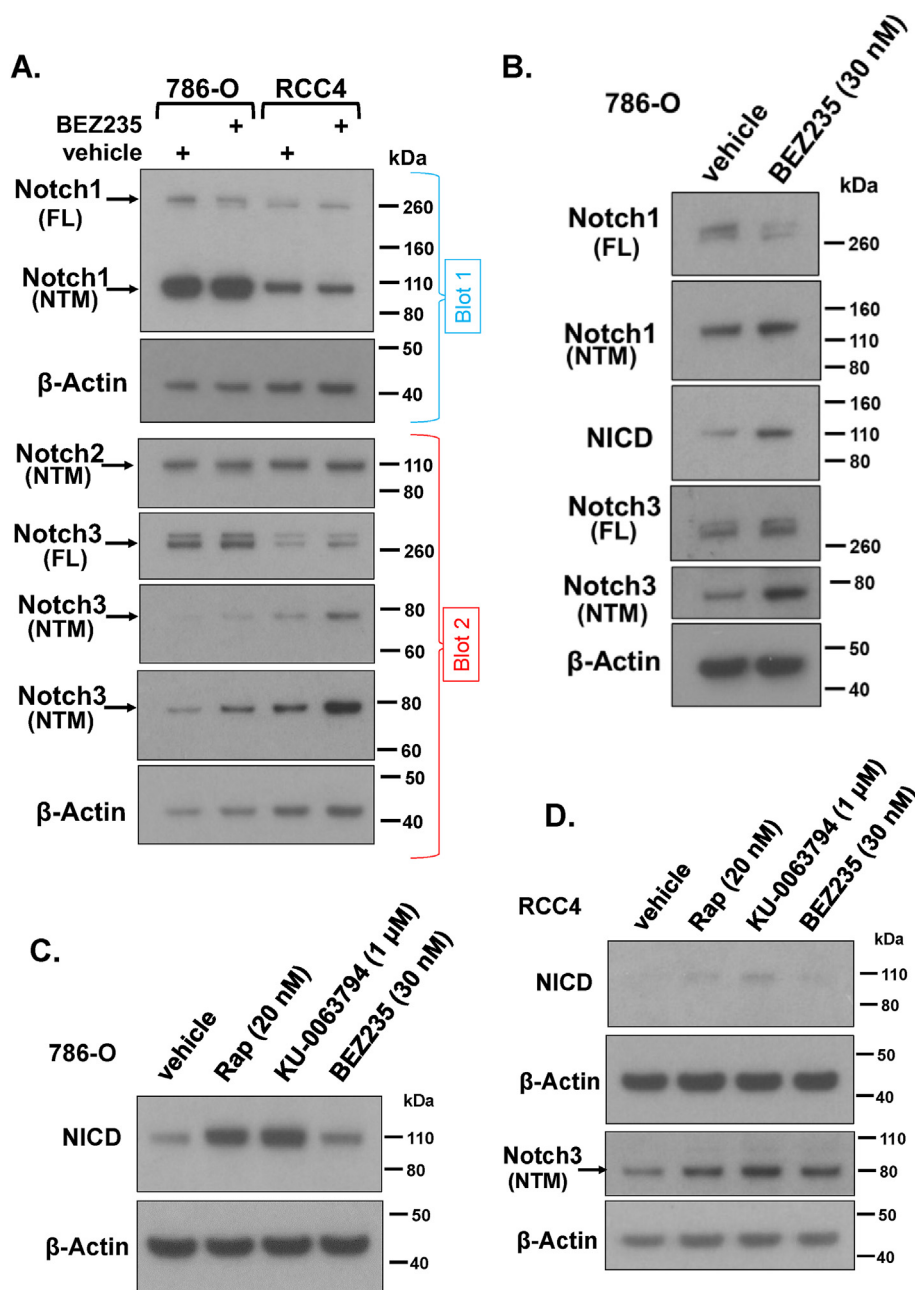 A.
786-O RCC4
BEZ235 + +
vehicle + + kDa
Notch1
(FL)
260
160
Notch1
(NTM)
110
80
Blot 1
50
β-Actin
40
Notch2
(NTM)
110
80
Notch3
(FL)
260
Notch3
(NTM)
80
60
Blot 2
Notch3
(NTM)
80
60
50
β-Actin
40
B.
786-O
vehicle
BEZ235 (30 nM)
kDa
Notch1
(FL)
260
Notch1
(NTM)
160
110
80
NICD
160
110
80
Notch3
(FL)
260
Notch3
(NTM)
80
β-Actin
50
40
C.
786-O
vehicle
Rap (20 nM)
KU-0063794 (1 µM)
BEZ235 (30 nM)
kDa
NICD
110
80
β-Actin
50
40
D.
RCC4
vehicle
Rap (20 nM)
KU-0063794 (1 µM)
BEZ235 (30 nM)
kDa
NICD
110
80
β-Actin
50
40
Notch3
(NTM)
110
80
β-Actin
50
40